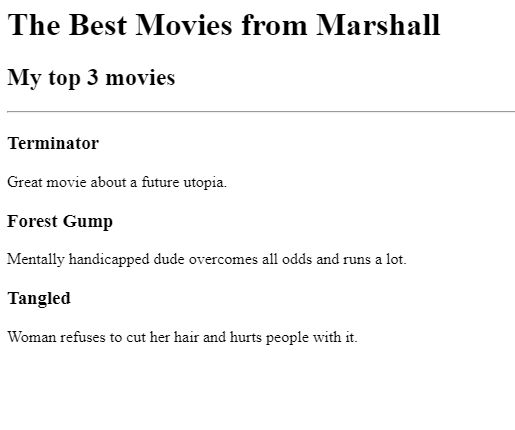 The Best Movies from Marshall
My top 3 movies
Terminator
Great movie about a future utopia.
Forest Gump
Mentally handicapped dude overcomes all odds and runs a lot.
Tangled
Woman refuses to cut her hair and hurts people with it.